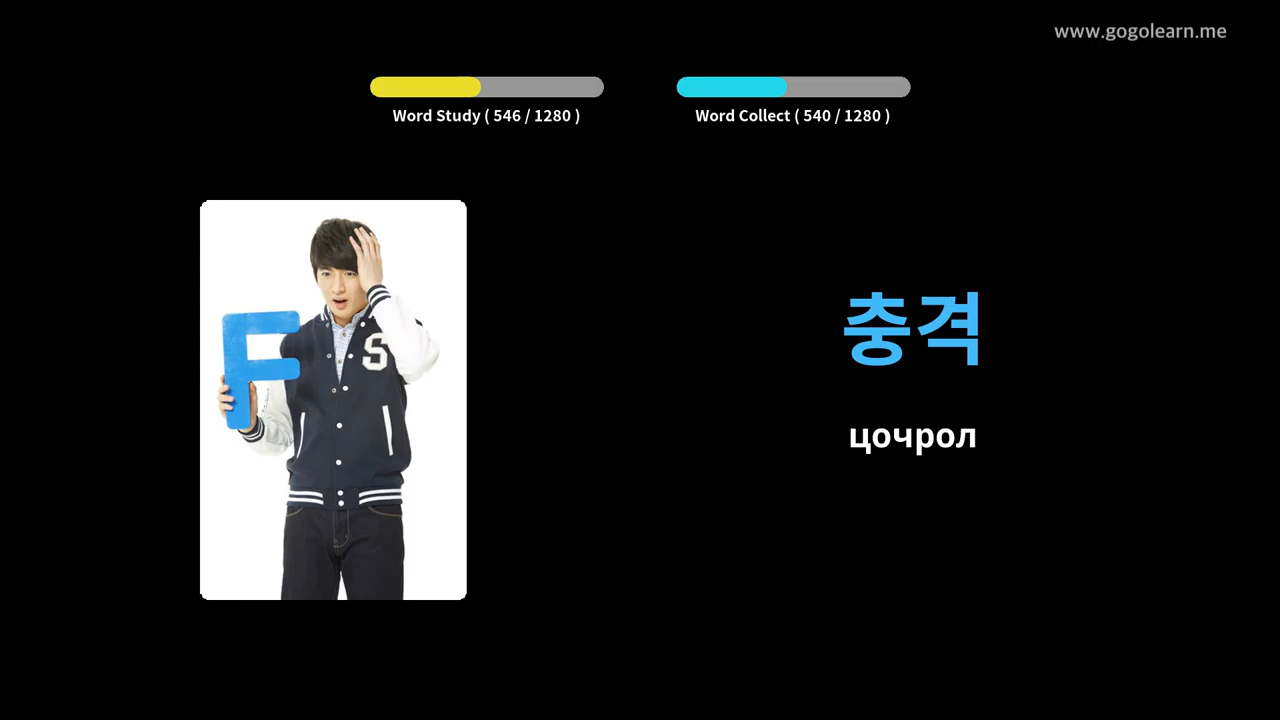 www.gogolearn.me
Word Study ( 546 / 1280 )
Word Collect ( 540 / 1280 )
F
S
충격
цочрол